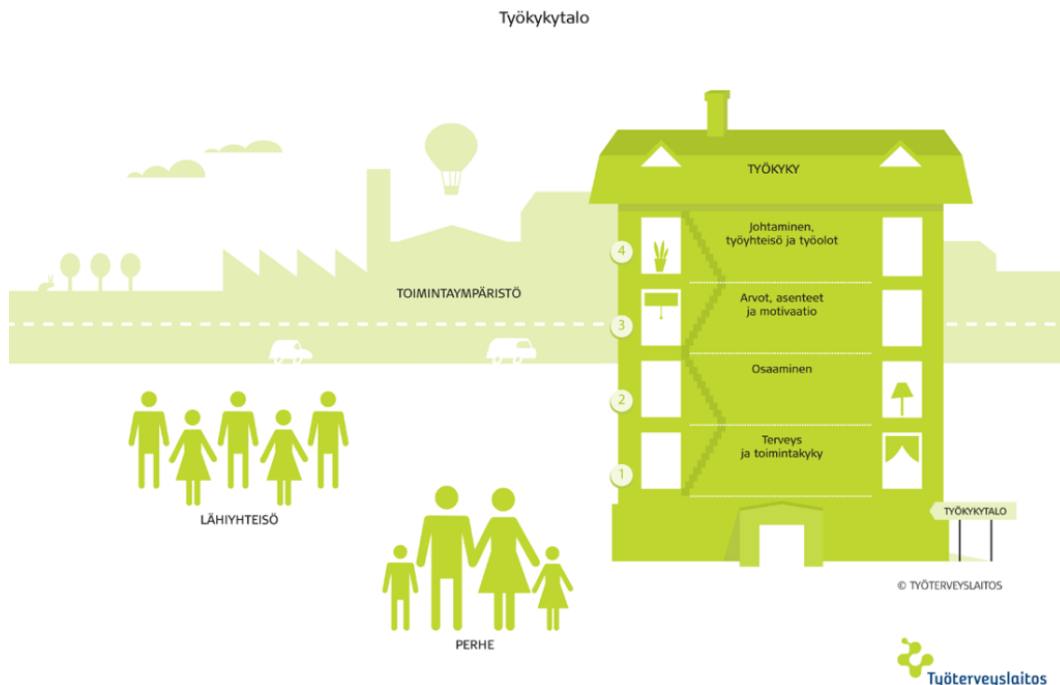 Työkykytalo
TYÖKYKY
4
Johtaminen,
työyhteisö ja työolot
TOIMINTAYMPÄRISTÖ
3
Arvot, asenteet
ja motivaatio
2
Osaaminen
1
Terveys
ja toimintakyky
LÄHIYHTEISÖ
PERHE
TYÖKYKYTALO
© TYÖTERVEYSLAITOS
Työterveyslaitos